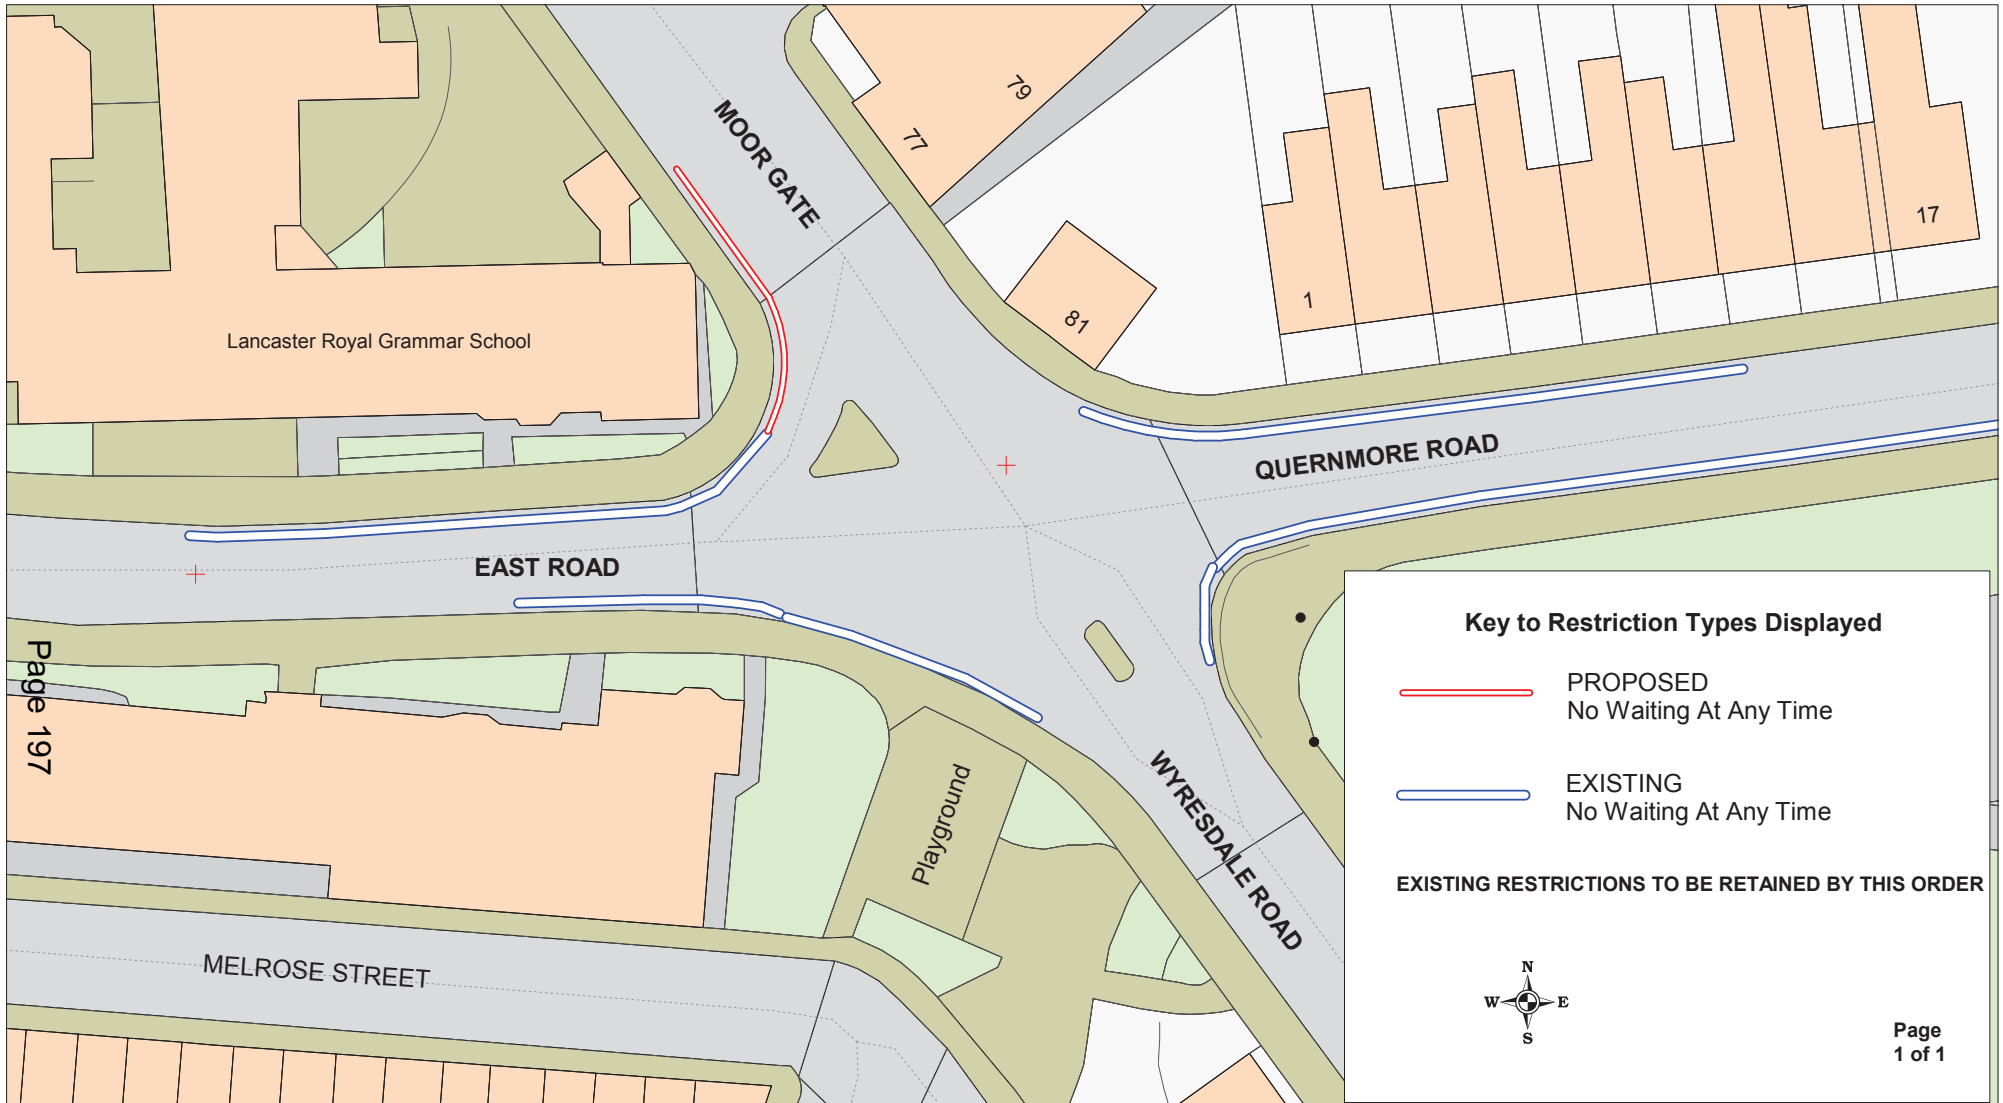 MOOR GATE
79
77
17
1
81
Lancaster Royal Grammar School
QUERNMORE ROAD
EAST ROAD
Page 197
Playground
WYRESDALE ROAD
MELROSE STREET
Key to Restriction Types Displayed
PROPOSED
No Waiting At Any Time
EXISTING
No Waiting At Any Time
EXISTING RESTRICTIONS TO BE RETAINED BY THIS ORDER
N
W E
S
Page
1 of 1